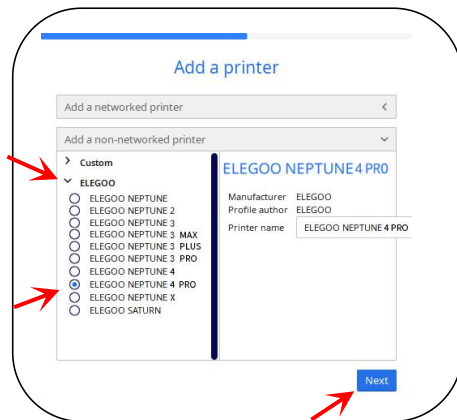 Add a printer
Add a networked printer
Add a non-networked printer
Custom
ELEGOO
ELEGOO NEPTUNE
ELEGOO NEPTUNE 2
ELEGOO NEPTUNE 3
ELEGOO NEPTUNE 3 MAX
ELEGOO NEPTUNE 3 PLUS
ELEGOO NEPTUNE 3 PRO
ELEGOO NEPTUNE 4
ELEGOO NEPTUNE 4 PRO
ELEGOO NEPTUNE X
ELEGOO SATURN
ELEGOO NEPTUNE 4 PRO
Manufacturer ELEGOO
Profile author ELEGOO
Printer name ELEGOO NEPTUNE 4 PRO
Next